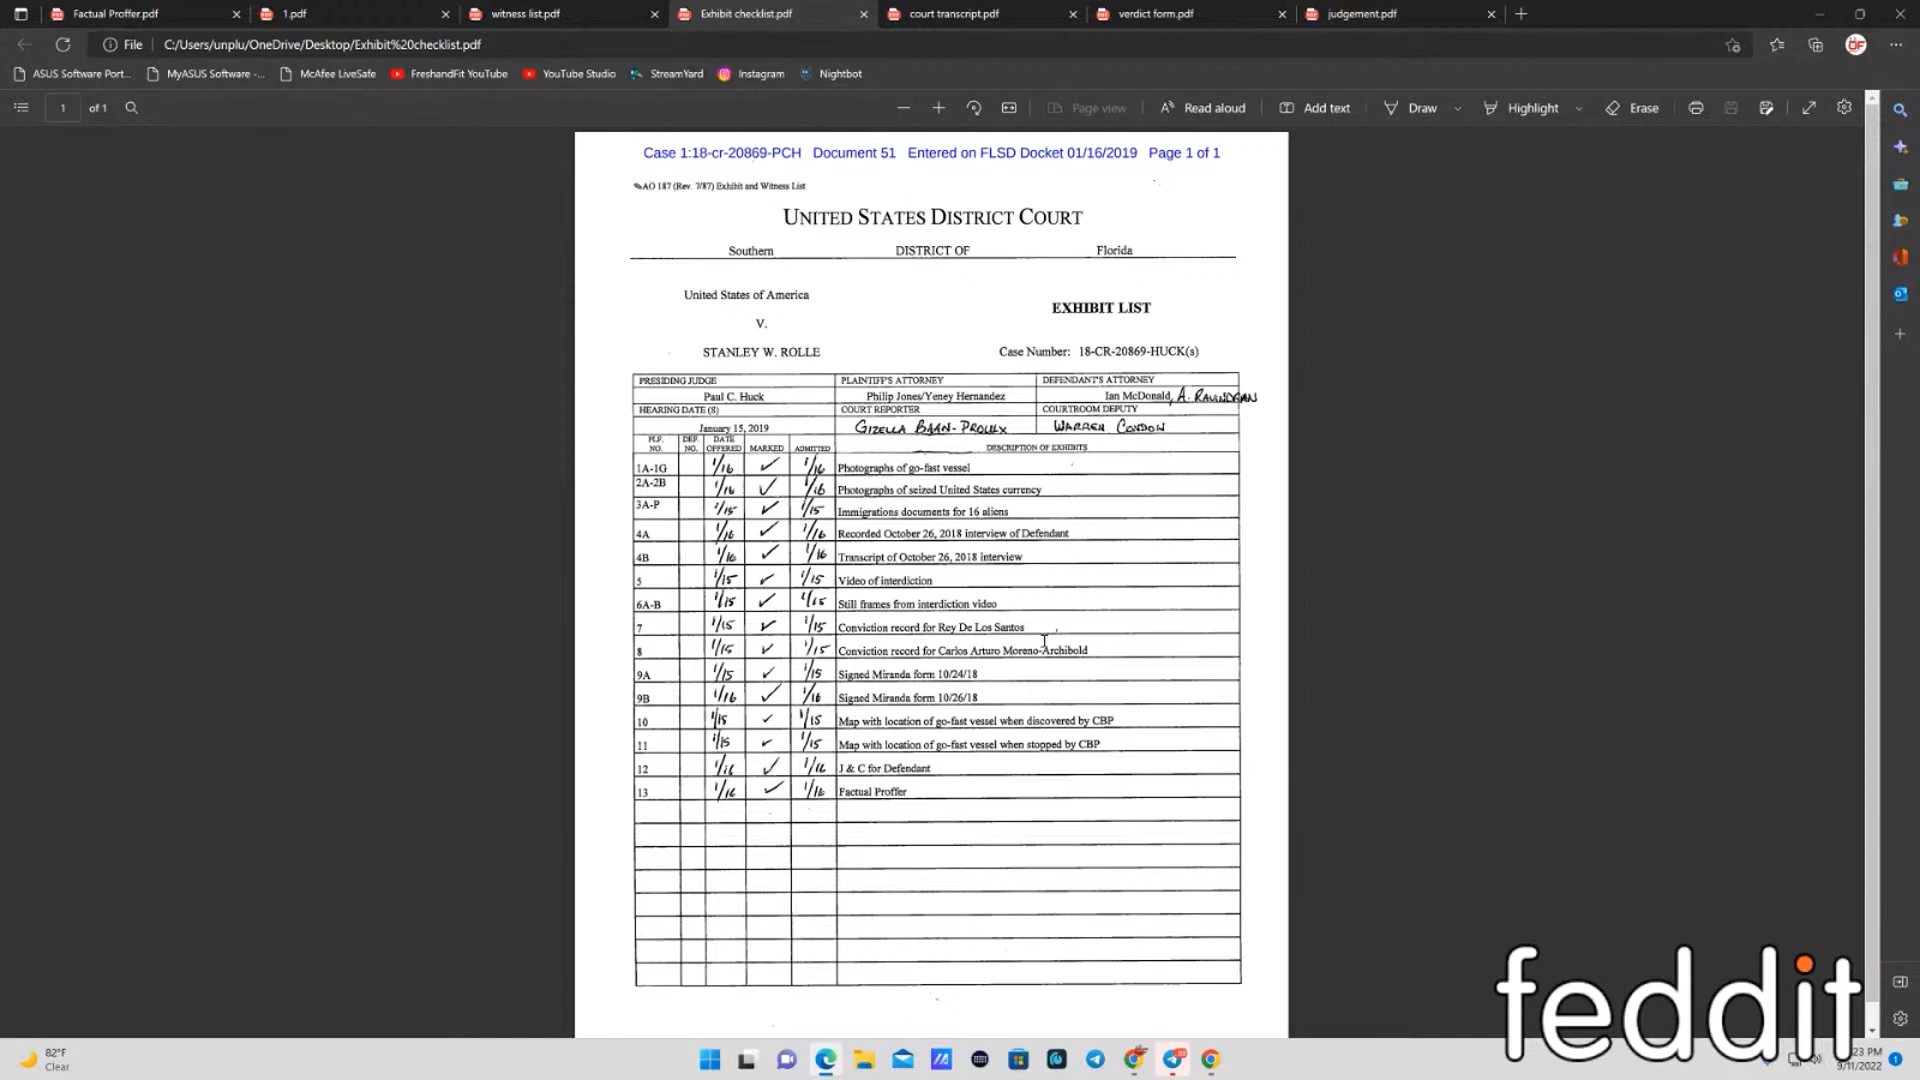 Factual Proffer.pdf 1.pdf witness list.pdf Exhibit checklist.pdf court transcript.pdf verdict form.pdf judgement.pdf
File C:/Users/unplu/OneDrive/Desktop/Exhibit%20checklist.pdf
ASUS Software Port... MyASUS Software -... McAfee LiveSafe FreshandFit YouTube YouTube Studio StreamYard Instagram Nightbot
1 of 1 Page view Read aloud Add text Draw Highlight Erase
Case 1:18-cr-20869-PCH Document 51 Entered on FLSD Docket 01/16/2019 Page 1 of 1
AO 187 (Rev. 7/87) Exhibit and Witness List
UNITED STATES DISTRICT COURT
Southern DISTRICT OF Florida
United States of America
EXHIBIT LIST
V.
STANLEY W. ROLLE Case Number: 18-CR-20869-HUCK(s)
PRESIDING JUDGE PLAINTIFF'S ATTORNEY DEFENDANT'S ATTORNEY
Paul C. Huck Philip Jones/Yeney Hernandez Ian McDonald, A. RAVINDRAN
HEARING DATE (S) COURT REPORTER COURTROOM DEPUTY
January 15, 2019 GIZELLA BAAN-PROULX WARREN CONDON
PLF. NO. DEF. NO. DATE OFFERED MARKED ADMITTED DESCRIPTION OF EXHIBITS
1A-1G 1/16 ✓ 1/16 Photographs of go-fast vessel
2A-2B 1/16 ✓ 1/16 Photographs of seized United States currency
3A-P 1/15 ✓ 1/15 Immigrations documents for 16 aliens
4A 1/16 ✓ 1/16 Recorded October 26, 2018 interview of Defendant
4B 1/16 ✓ 1/16 Transcript of October 26, 2018 interview
5 1/15 ✓ 1/15 Video of interdiction
6A-B 1/15 ✓ 1/15 Still frames from interdiction video
7 1/15 ✓ 1/15 Conviction record for Rey De Los Santos
8 1/15 ✓ 1/15 Conviction record for Carlos Arturo Moreno-Archibold
9A 1/15 ✓ 1/15 Signed Miranda form 10/24/18
9B 1/16 ✓ 1/16 Signed Miranda form 10/26/18
10 1/15 ✓ 1/15 Map with location of go-fast vessel when discovered by CBP
11 1/15 ✓ 1/15 Map with location of go-fast vessel when stopped by CBP
12 1/16 ✓ 1/16 J & C for Defendant
13 1/16 ✓ 1/16 Factual Proffer
feddit
82°F
Clear
23 PM
9/11/2022